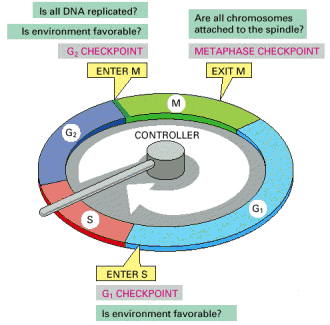 Is all DNA replicated?
Is environment favorable?
G₂ CHECKPOINT
ENTER M
Are all chromosomes
attached to the spindle?
METAPHASE CHECKPOINT
EXIT M
M
G₂
CONTROLLER
G₁
S
ENTER S
G₁ CHECKPOINT
Is environment favorable?